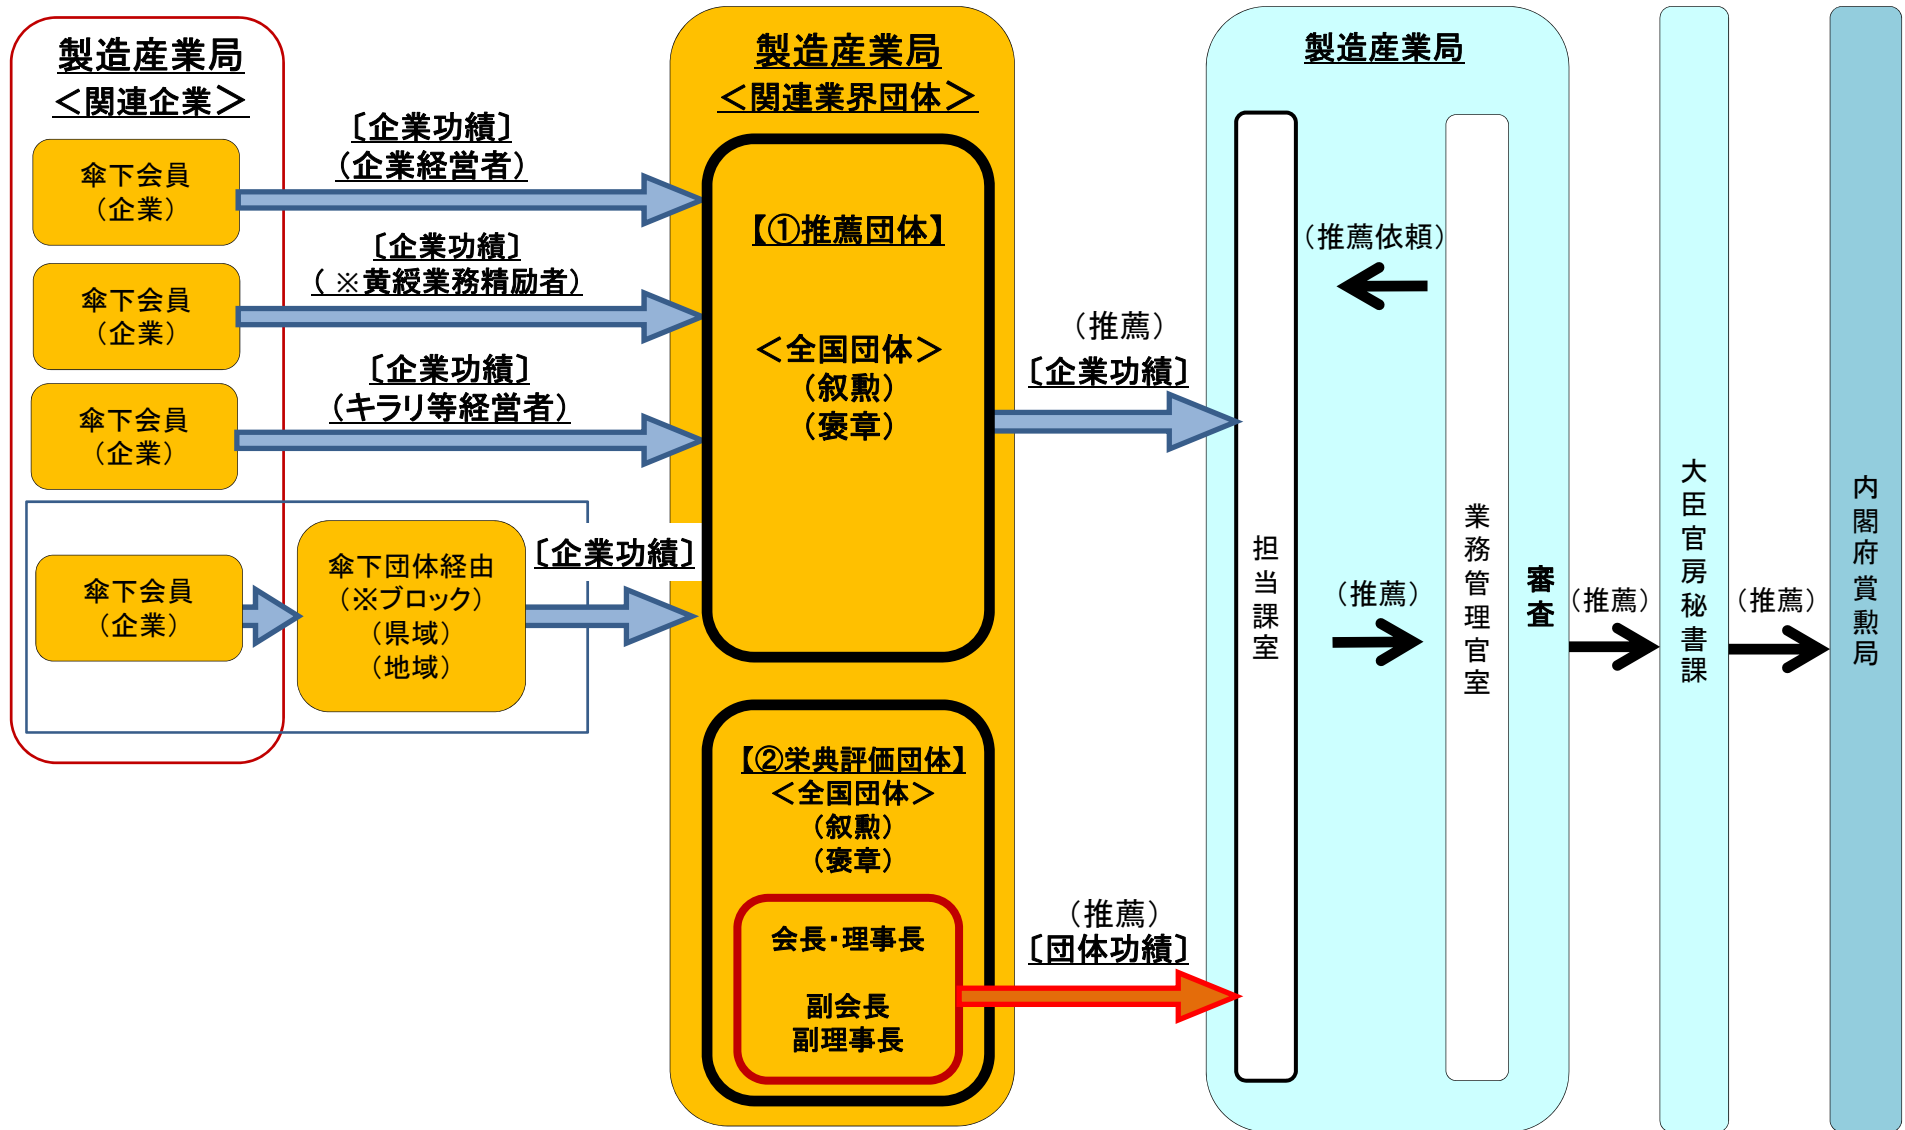 製造産業局
＜関連企業＞
傘下会員
（企業）
傘下会員
（企業）
傘下会員
（企業）
傘下会員
（企業）
傘下団体経由
（※ブロック）
（県域）
（地域）
〔企業功績〕
（企業経営者）
〔企業功績〕
（ ※黄綬業務精励者）
〔企業功績〕
（キラリ等経営者）
〔企業功績〕
製造産業局
＜関連業界団体＞
【①推薦団体】
＜全国団体＞
（叙勲）
（褒章）
【②栄典評価団体】
＜全国団体＞
（叙勲）
（褒章）
会長・理事長
副会長
副理事長
（推薦）
〔企業功績〕
（推薦）
〔団体功績〕
製造産業局
担当課室
（推薦依頼）
（推薦）
業務管理官室
審査
（推薦）
大臣官房秘書課
（推薦）
内閣府賞勲局